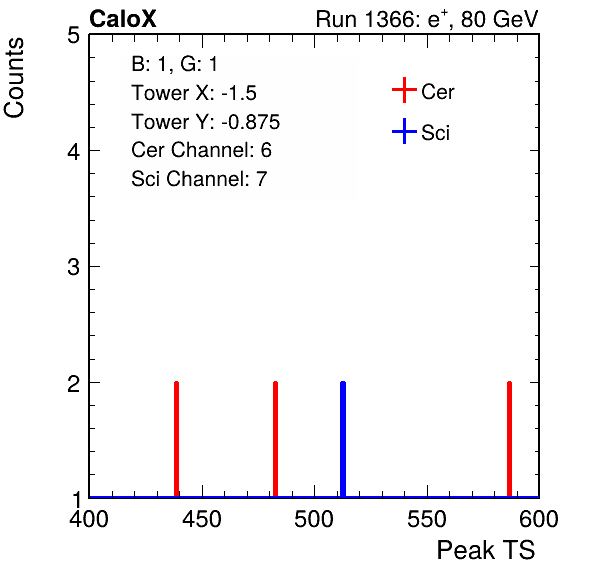 CaloX Run 1366: e⁺, 80 GeV
Counts
B: 1, G: 1
Tower X: -1.5
Tower Y: -0.875
Cer Channel: 6
Sci Channel: 7
Cer
Sci
5
4
3
2
1
400 450 500 550 600
Peak TS